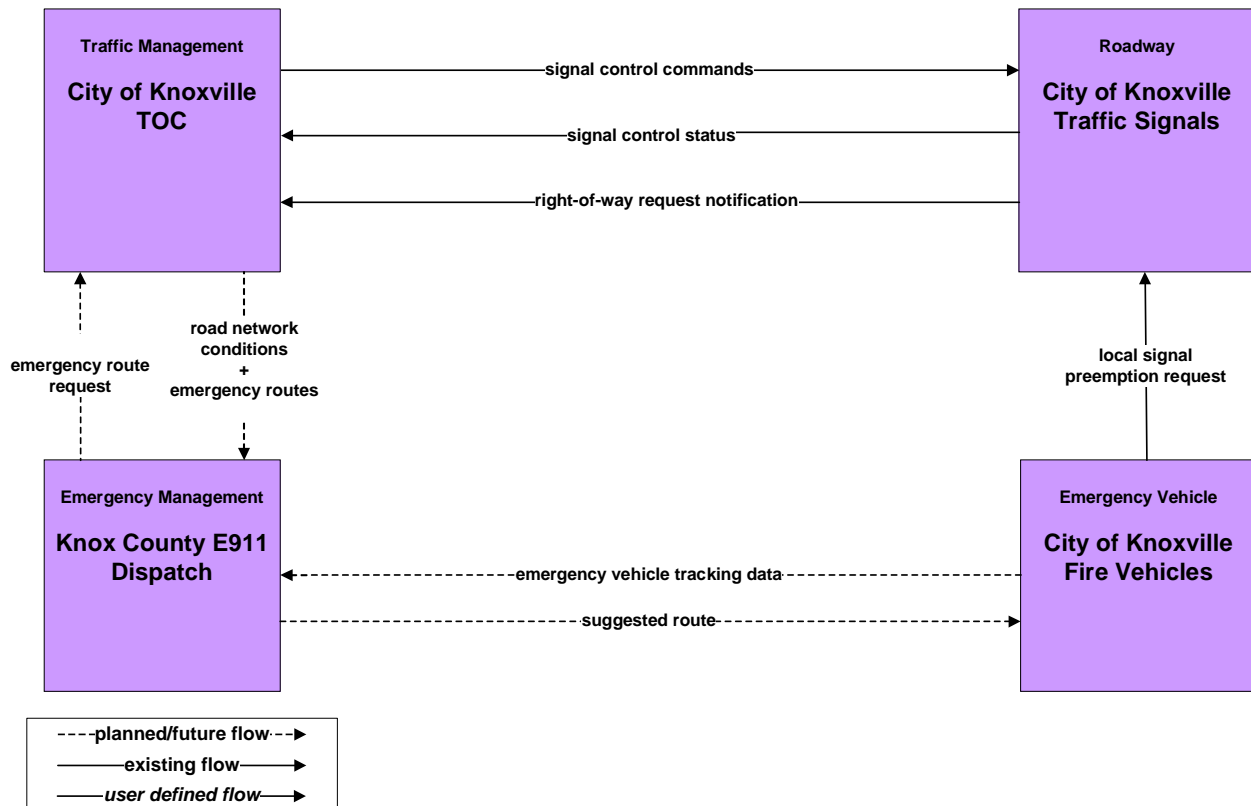 Traffic Management
City of Knoxville
TOC
Roadway
City of Knoxville
Traffic Signals
signal control commands
signal control status
right-of-way request notification
emergency route
request
road network
conditions
+
emergency routes
local signal
preemption request
Emergency Management
Knox County E911
Dispatch
Emergency Vehicle
City of Knoxville
Fire Vehicles
emergency vehicle tracking data
suggested route
planned/future flow
existing flow
user defined flow